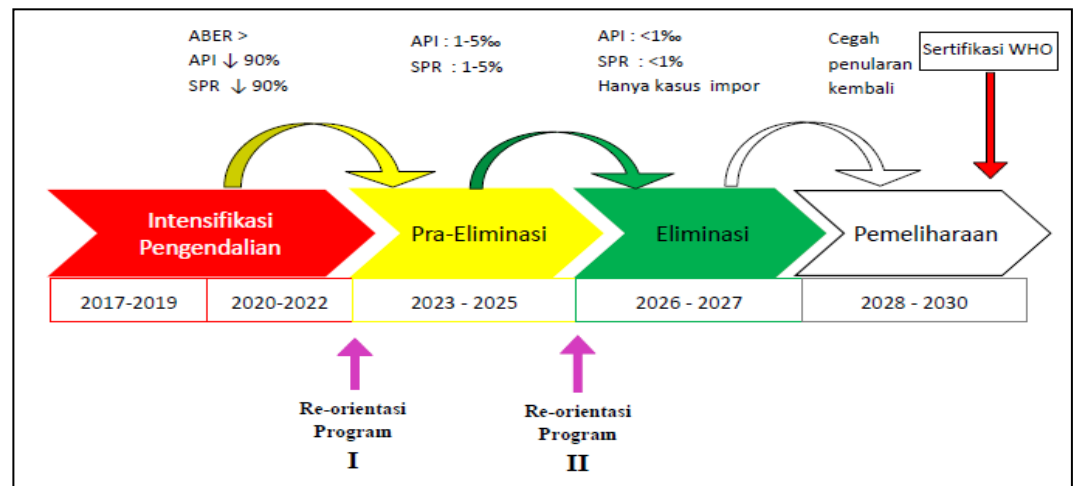 ABER >
API ↓ 90%
SPR ↓ 90%
API : 1-5‰
SPR : 1-5%
API : <1‰
SPR : <1%
Hanya kasus impor
Cegah
penularan
kembali
Sertifikasi WHO
Intensifikasi
Pengendalian
Pra-Eliminasi
Eliminasi
Pemeliharaan
2017-2019
2020-2022
2023 - 2025
2026 - 2027
2028 - 2030
Re-orientasi
Program
I
Re-orientasi
Program
II